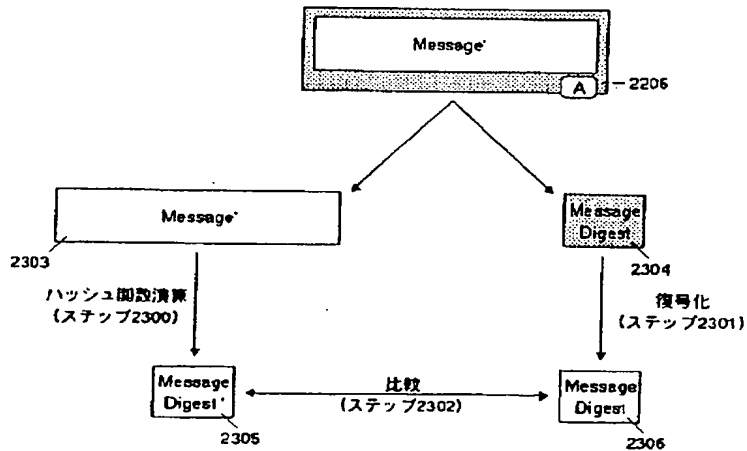 Message'
A
2206
Message'
2303
Message
Digest
2304
ハッシュ関数演算
(ステップ2300)
復号化
(ステップ2301)
Message
Digest'
2305
比較
(ステップ2302)
Message
Digest
2306